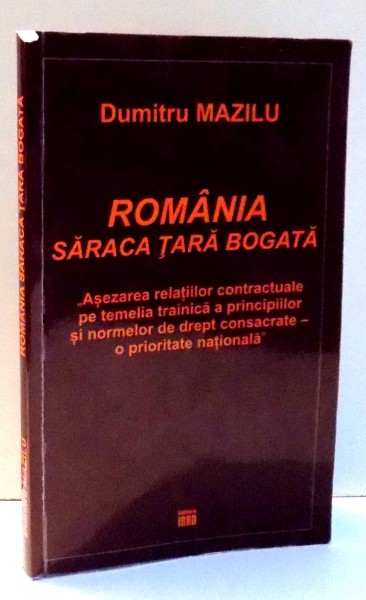 Dumitru MAZILU
ROMÂNIA
SĂRACA ŢARĂ BOGATĂ
„Aşezarea relaţiilor contractuale
pe temelia trainică a principiilor
şi normelor de drept consacrate –
o prioritate naţională”
ROMÂNIA SĂRACA ŢARĂ BOGATĂ
MAZILU